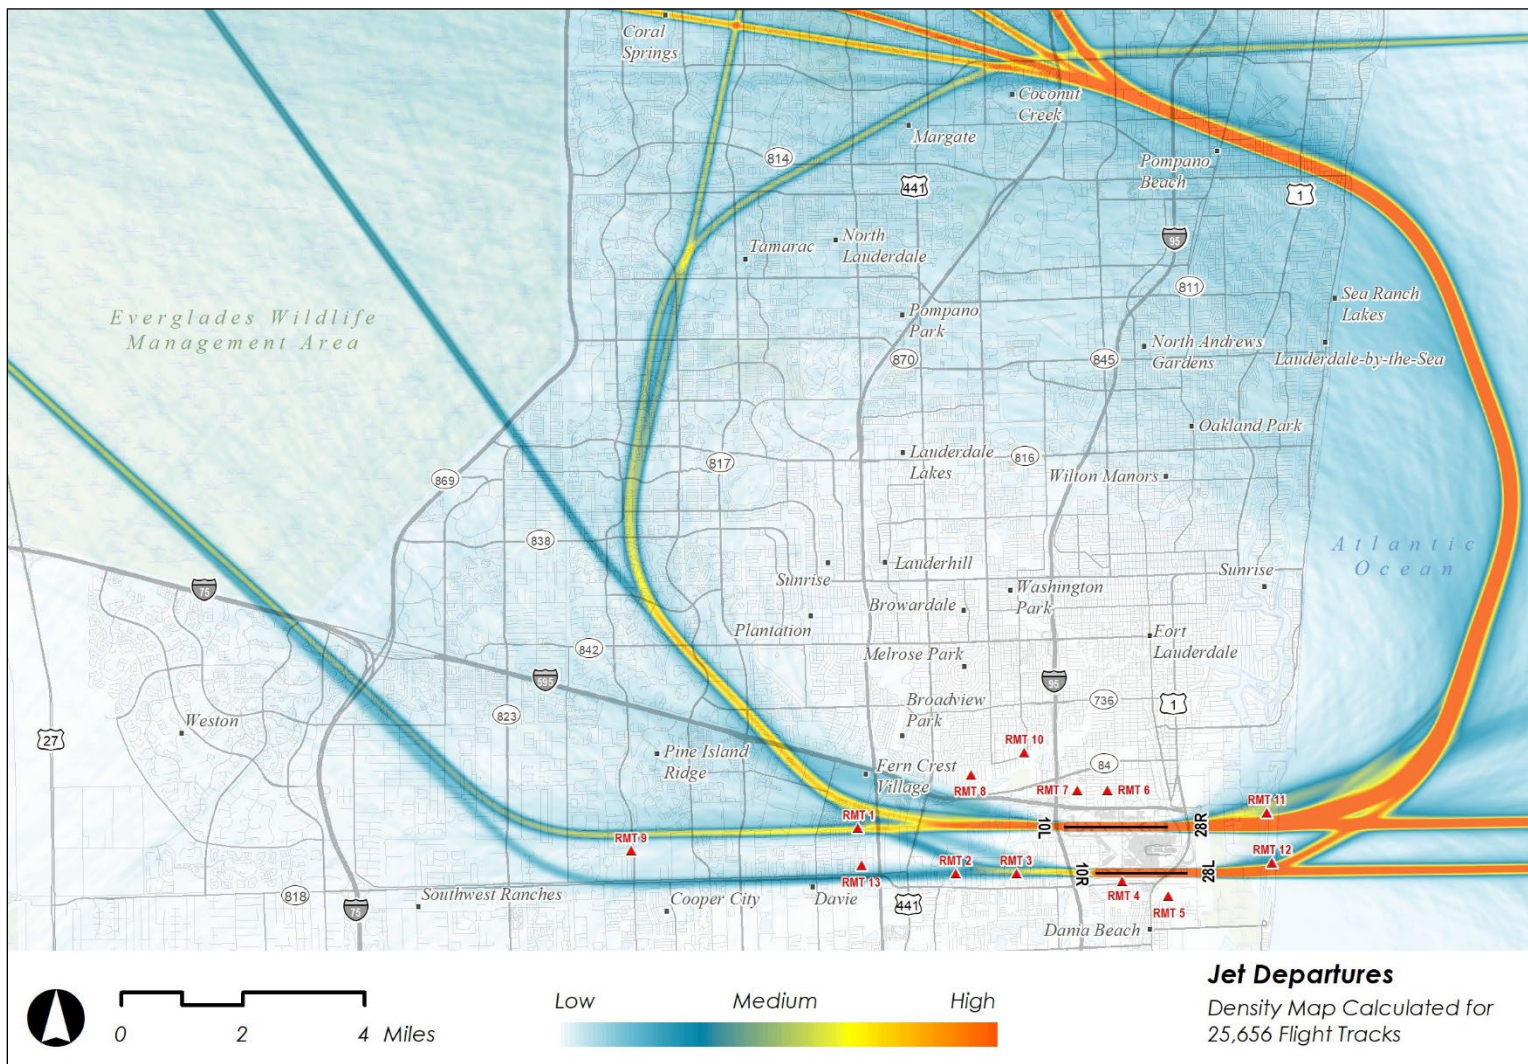 Coral
Springs
Coconut
Creek
Margate
814
441
Pompano
Beach
1
95
Tamarac
North
Lauderdale
811
Sea Ranch
Lakes
Everglades Wildlife
Management Area
Pompano
Park
870
845
North Andrews
Gardens
Lauderdale-by-the-Sea
Oakland Park
869
817
Lauderdale
Lakes
816
Wilton Manors
838
Atlantic
Ocean
75
Sunrise
Lauderhill
Sunrise
Browardale
Washington
Park
Plantation
Fort
Lauderdale
842
Melrose Park
595
95
736
1
823
Broadview
Park
Weston
27
Pine Island
Ridge
RMT 10
84
Fern Crest
Village
RMT 8
RMT 7
RMT 6
RMT 11
RMT 1
10L
28R
RMT 9
RMT 2
RMT 3
RMT 12
10R
28L
RMT 13
818
Southwest Ranches
75
Cooper City
Davie
441
RMT 4
RMT 5
Dania Beach
Jet Departures
Density Map Calculated for
25,656 Flight Tracks
Low Medium High
0 2 4 Miles